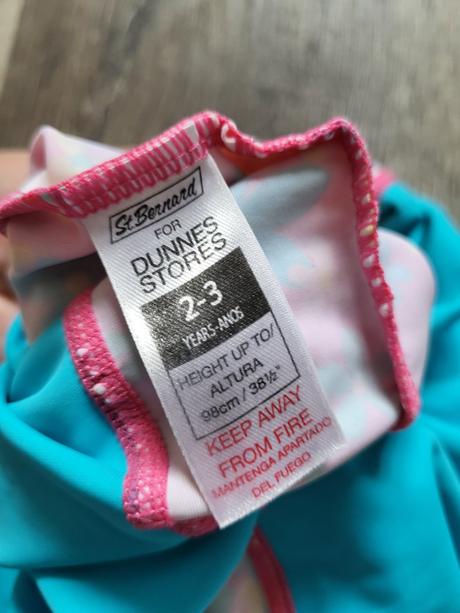 St.Bernard
FOR
DUNNES
STORES
2-3
YEARS-ANOS
HEIGHT UP TO/
ALTURA
98cm / 38½"
KEEP AWAY
FROM FIRE
MANTENGA APARTADO
DEL FUEGO